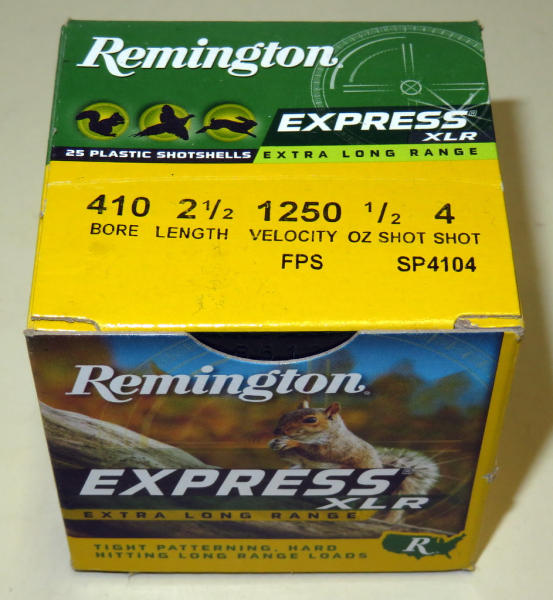 Remington®
EXPRESS®
XLR
25 PLASTIC SHOTSHELLS EXTRA LONG RANGE
410 2 1/2 1250 1/2 4
BORE LENGTH VELOCITY OZ SHOT SHOT
FPS SP4104
Remington®
EXPRESS®
XLR
EXTRA LONG RANGE
TIGHT PATTERNING, HARD
HITTING LONG RANGE LOADS
R